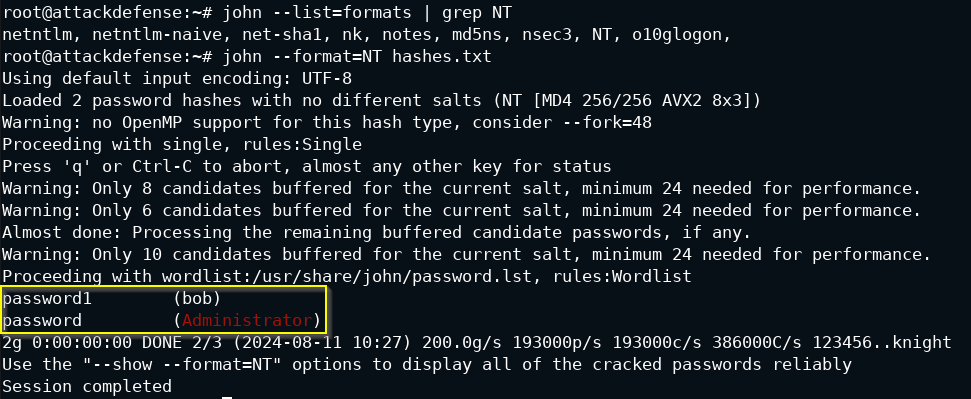 root@attackdefense:~# john --list=formats | grep NT
netntlm, netntlm-naive, net-sha1, nk, notes, md5ns, nsec3, NT, o10glogon,
root@attackdefense:~# john --format=NT hashes.txt
Using default input encoding: UTF-8
Loaded 2 password hashes with no different salts (NT [MD4 256/256 AVX2 8x3])
Warning: no OpenMP support for this hash type, consider --fork=48
Proceeding with single, rules:Single
Press 'q' or Ctrl-C to abort, almost any other key for status
Warning: Only 8 candidates buffered for the current salt, minimum 24 needed for performance.
Warning: Only 6 candidates buffered for the current salt, minimum 24 needed for performance.
Almost done: Processing the remaining buffered candidate passwords, if any.
Warning: Only 10 candidates buffered for the current salt, minimum 24 needed for performance.
Proceeding with wordlist:/usr/share/john/password.lst, rules:Wordlist
password1        (bob)
password         (Administrator)
2g 0:00:00:00 DONE 2/3 (2024-08-11 10:27) 200.0g/s 193000p/s 193000c/s 386000C/s 123456..knight
Use the "--show --format=NT" options to display all of the cracked passwords reliably
Session completed